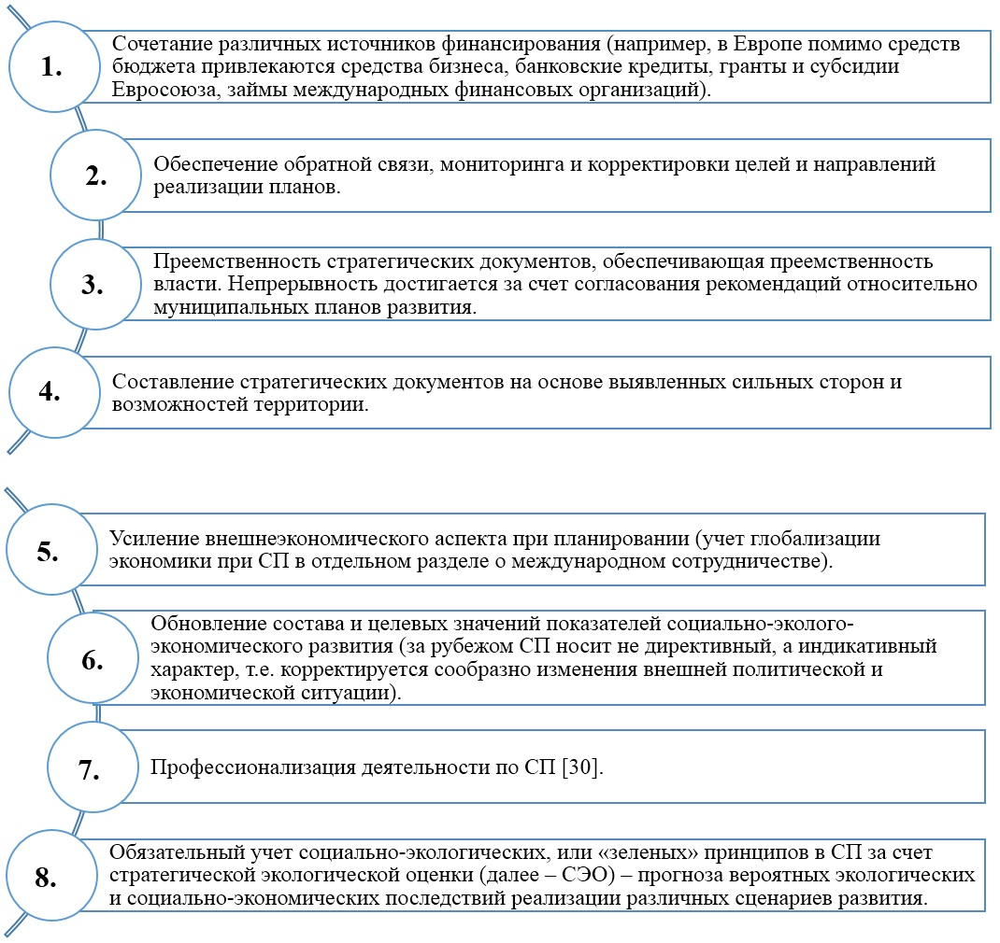 1.
Сочетание различных источников финансирования (например, в Европе помимо средств
бюджета привлекаются средства бизнеса, банковские кредиты, гранты и субсидии
Евросоюза, займы международных финансовых организаций).
2.
Обеспечение обратной связи, мониторинга и корректировки целей и направлений
реализации планов.
3.
Преемственность стратегических документов, обеспечивающая преемственность
власти. Непрерывность достигается за счет согласования рекомендаций относительно
муниципальных планов развития.
4.
Составление стратегических документов на основе выявленных сильных сторон и
возможностей территории.
5.
Усиление внешнеэкономического аспекта при планировании (учет глобализации
экономики при СП в отдельном разделе о международном сотрудничестве).
6.
Обновление состава и целевых значений показателей социально-эколого-
экономического развития (за рубежом СП носит не директивный, а индикативный
характер, т.е. корректируется сообразно изменения внешней политической и
экономической ситуации).
7.
Профессионализация деятельности по СП [30].
8.
Обязательный учет социально-экологических, или «зеленых» принципов в СП за счет
стратегической экологической оценки (далее – СЭО) – прогноза вероятных экологических
и социально-экономических последствий реализации различных сценариев развития.